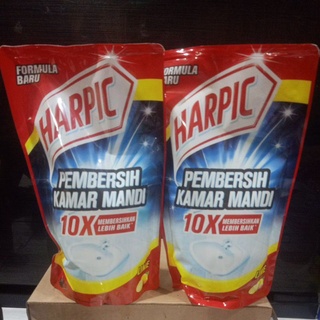 FORMULA
BARU
HARPIC
PEMBERSIH
KAMAR MANDI
10X MEMBERSIHKAN
LEBIH BAIK
FORMULA
BARU
HARPIC
PEMBERSIH
KAMAR MANDI
10X MEMBERSIHKAN
LEBIH BAIK